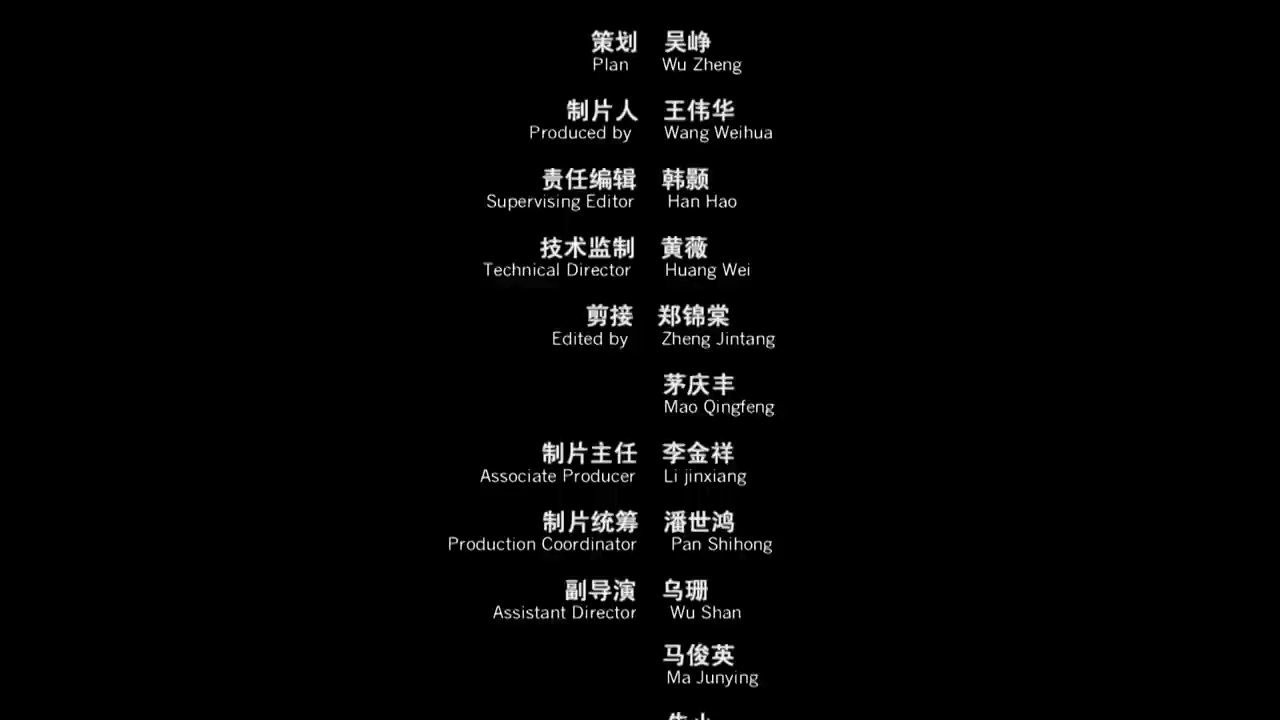 策划 吴峥
Plan Wu Zheng
制片人 王伟华
Produced by Wang Weihua
责任编辑 韩颢
Supervising Editor Han Hao
技术监制 黄薇
Technical Director Huang Wei
剪接 郑锦棠
Edited by Zheng Jintang
茅庆丰
Mao Qingfeng
制片主任 李金祥
Associate Producer Li jinxiang
制片统筹 潘世鸿
Production Coordinator Pan Shihong
副导演 乌珊
Assistant Director Wu Shan
马俊英
Ma Junying